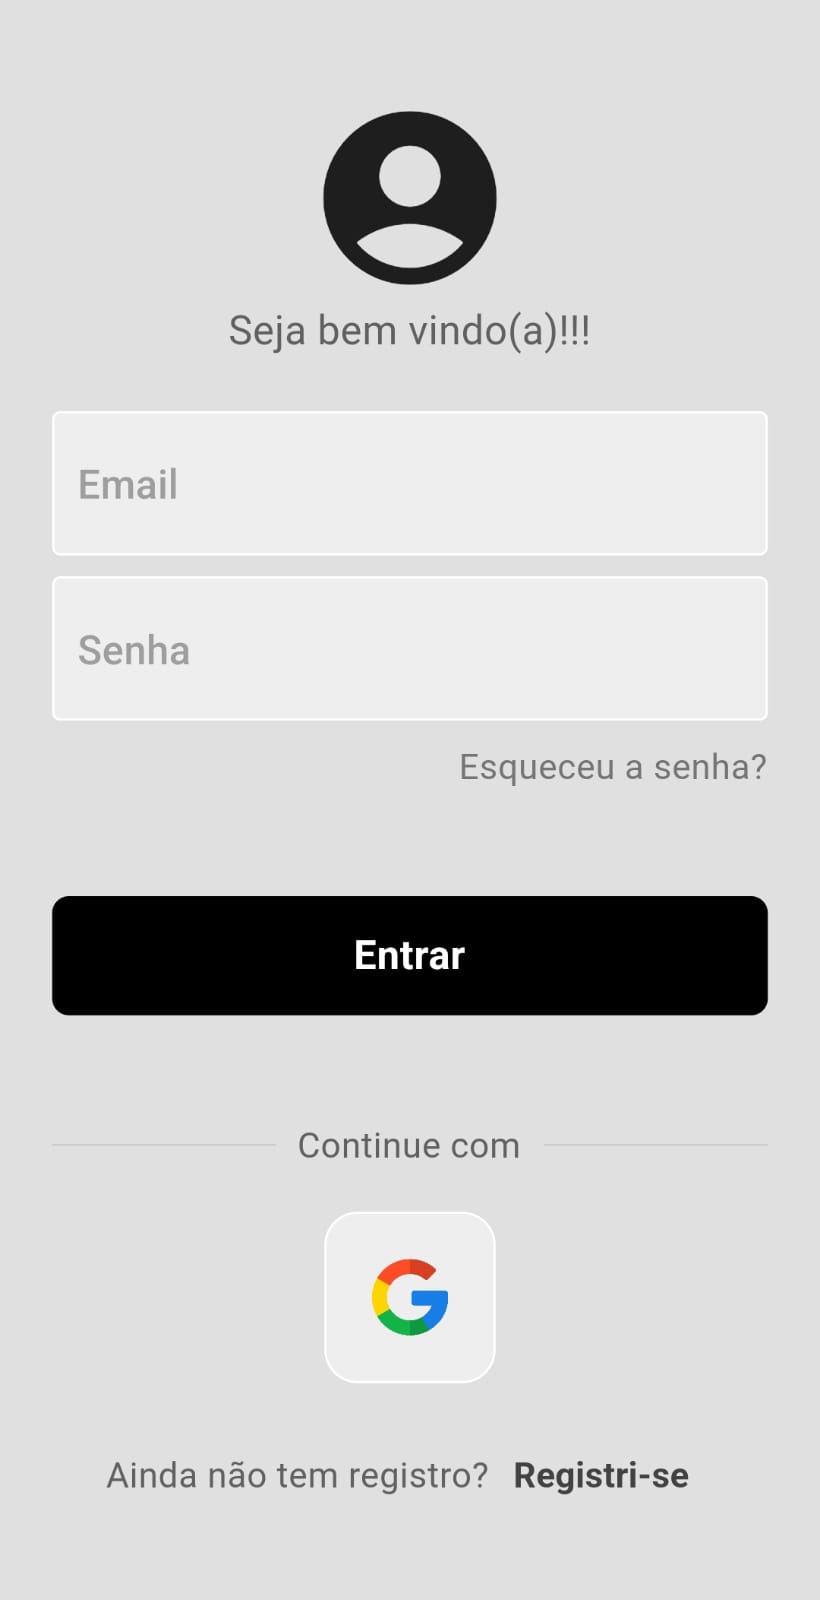 Seja bem vindo(a)!!!
Email
Senha
Esqueceu a senha?
Entrar
Continue com
Ainda não tem registro? Registri-se